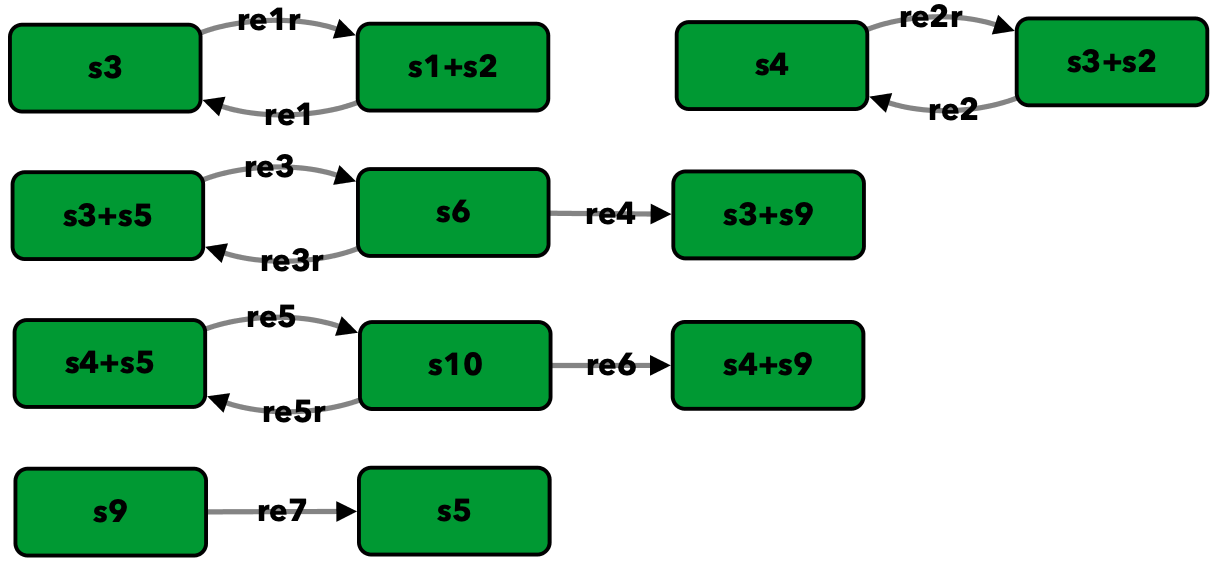 re1r
s3
s1+s2
re1
re2r
s4
s3+s2
re2
re3
s3+s5
s6
re4
s3+s9
re3r
re5
s4+s5
s10
re6
s4+s9
re5r
s9
re7
s5